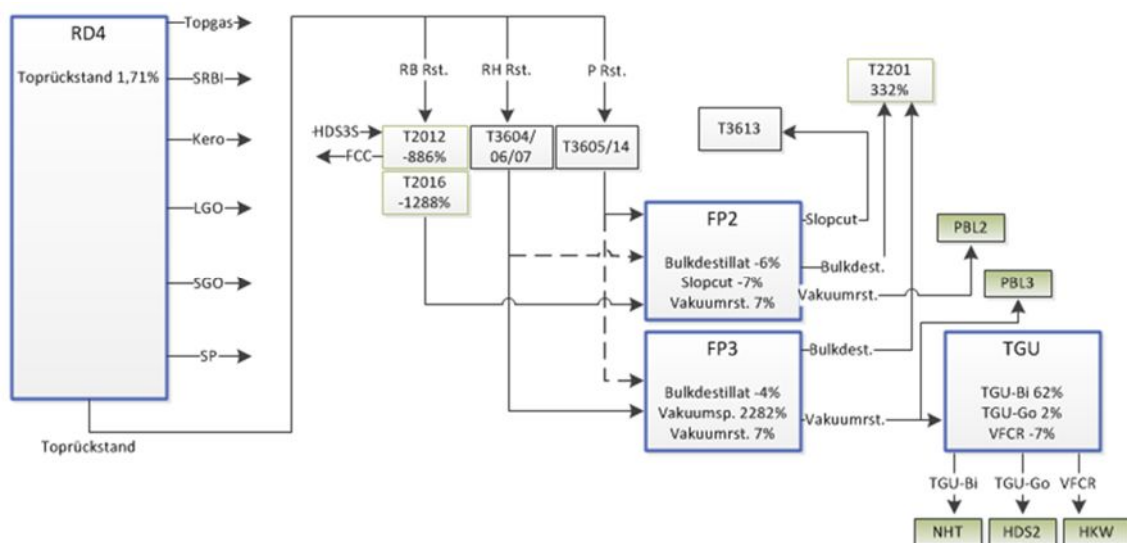 RD4
Toprückstand 1,71%
Topgas
SRBI
Kero
LGO
SGO
SP
Toprückstand
RB Rst.
RH Rst.
P Rst.
HDS3S
FCC
T2012
-886%
T2016
-1288%
T3604/
06/07
T3605/14
T3613
T2201
332%
FP2
Bulkdestillat -6%
Slopcut -7%
Vakuumrst. 7%
Slopcut
Bulkdest.
Vakuumrst.
PBL2
PBL3
FP3
Bulkdestillat -4%
Vakuumsp. 2282%
Vakuumrst. 7%
Bulkdest.
Vakuumrst.
TGU
TGU-Bi 62%
TGU-Go 2%
VFCR -7%
TGU-Bi
TGU-Go
VFCR
NHT
HDS2
HKW